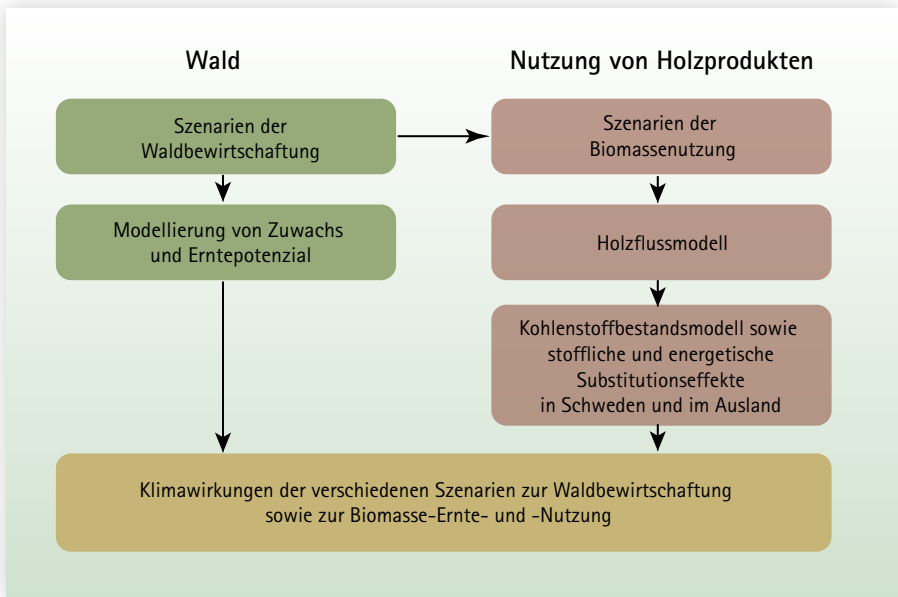 Wald
Szenarien der
Waldbewirtschaftung
Modellierung von Zuwachs
und Erntepotenzial
Nutzung von Holzprodukten
Szenarien der
Biomassenutzung
Holzflussmodell
Kohlenstoffbestandsmodell sowie
stoffliche und energetische
Substitutionseffekte
in Schweden und im Ausland
Klimawirkungen der verschiedenen Szenarien zur Waldbewirtschaftung
sowie zur Biomasse-Ernte- und -Nutzung